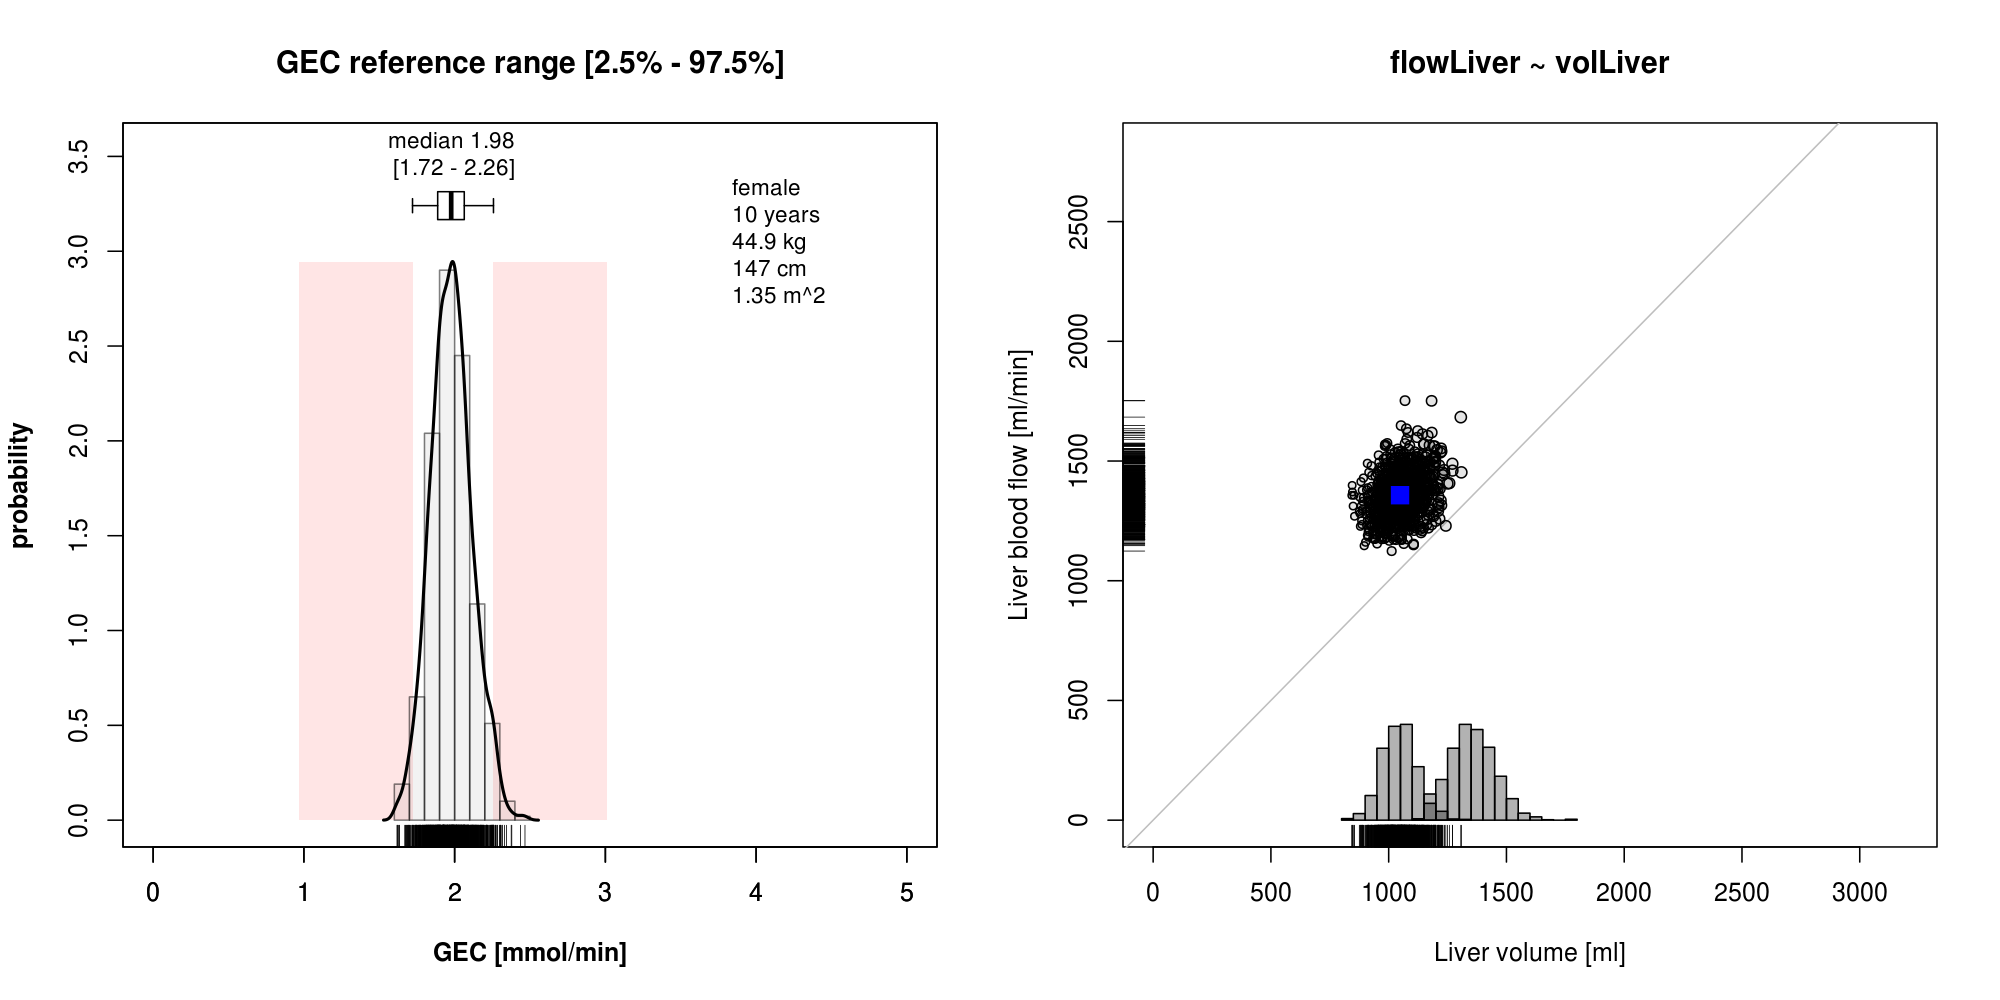 GEC reference range [2.5% - 97.5%]
median 1.98
[1.72 - 2.26]
female
10 years
44.9 kg
147 cm
1.35 m^2
probability
0.0 0.5 1.0 1.5 2.0 2.5 3.0 3.5
0 1 2 3 4 5
GEC [mmol/min]
flowLiver ~ volLiver
Liver blood flow [ml/min]
0 500 1000 1500 2000 2500
0 500 1000 1500 2000 2500 3000
Liver volume [ml]